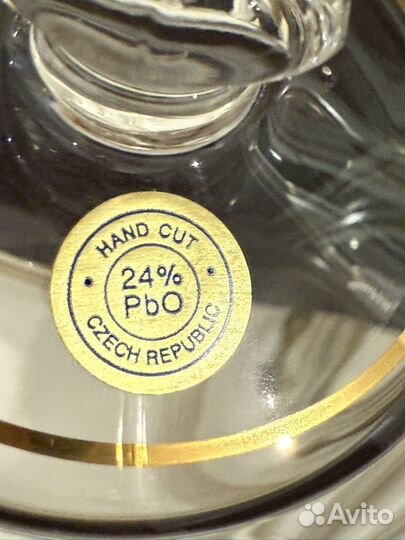 HAND CUT
24%
PbO
CZECH REPUBLIC
Avito